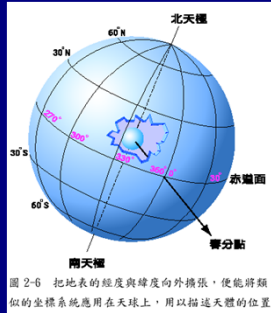 北天極
60°N
30°N
270°
300°
330°
360°0°
30°
赤道面
30°S
60°S
春分點
南天極
圖 2-6 把地表的經度與緯度向外擴張，便能將類
似的坐標系統應用在天球上，用以描述天體的位置